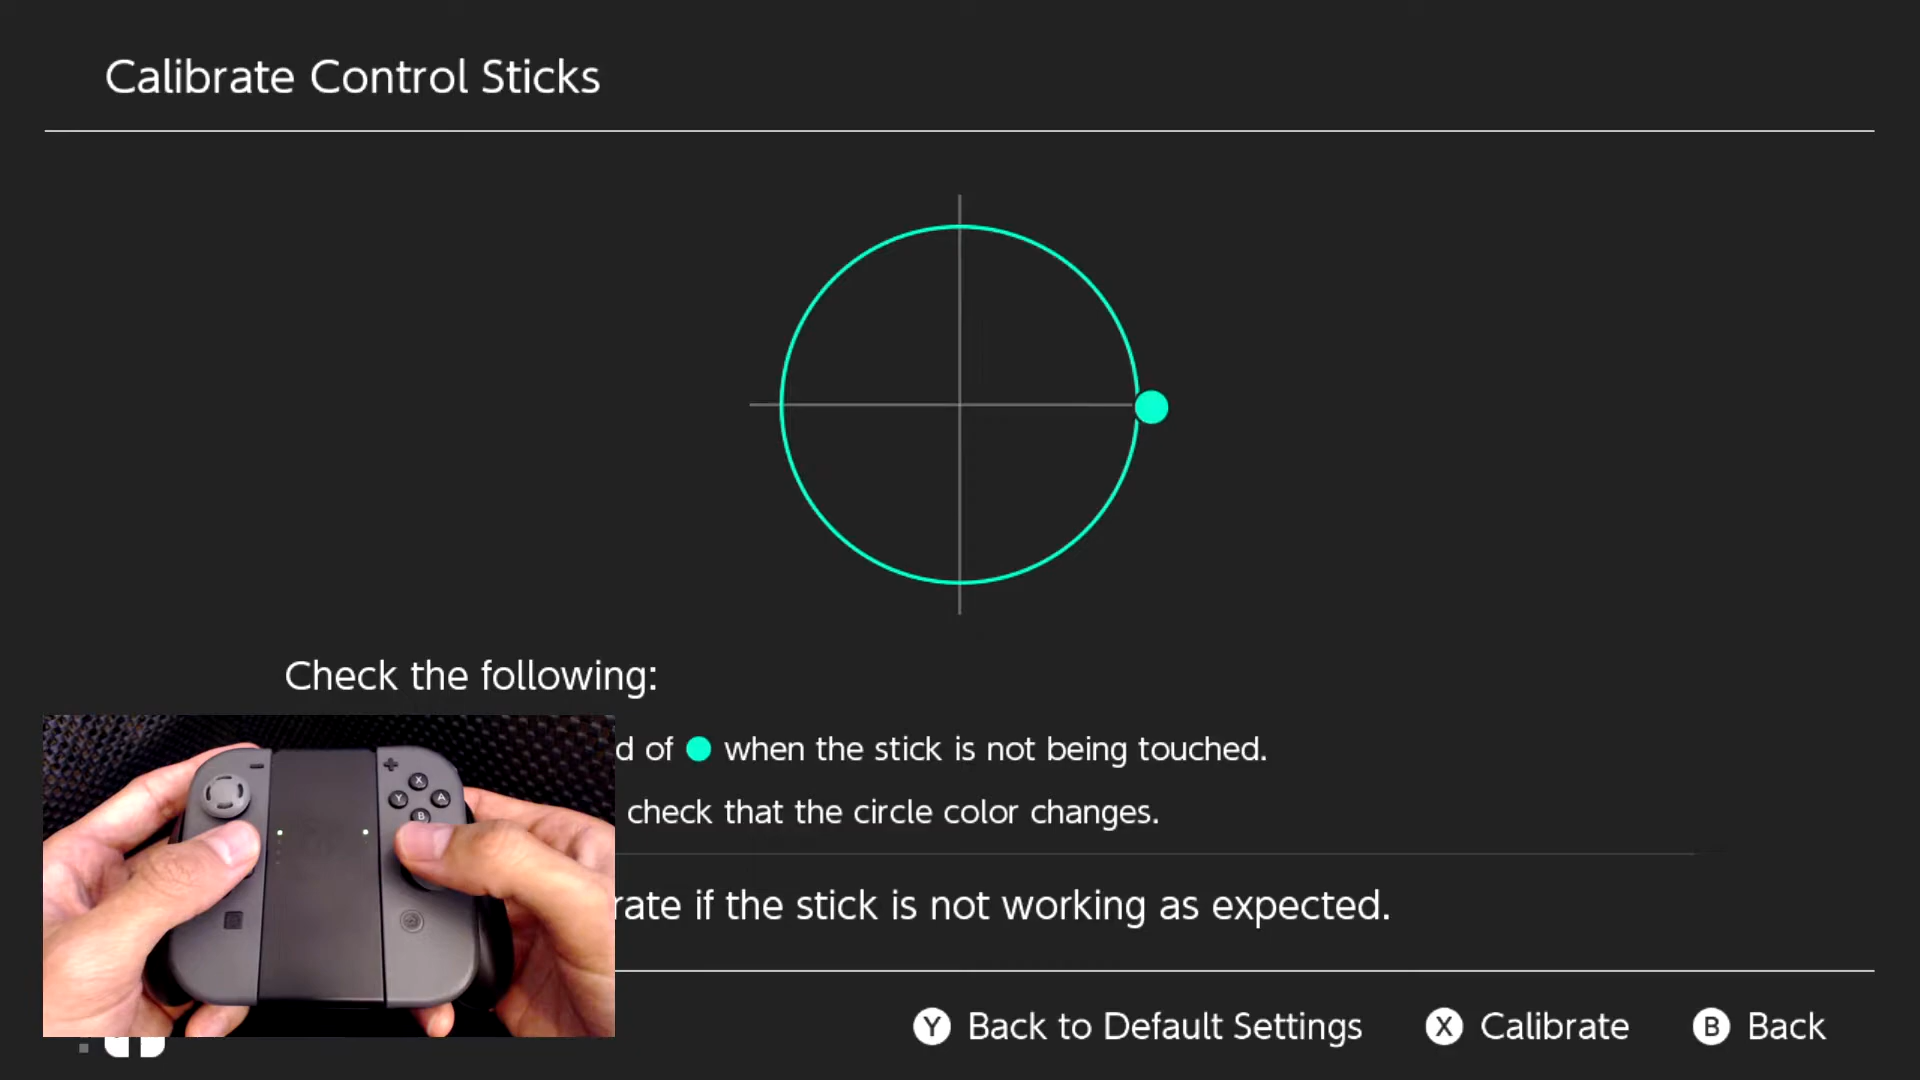 Calibrate Control Sticks
Check the following:
d of when the stick is not being touched.
check that the circle color changes.
rate if the stick is not working as expected.
X
Y
A
B
Y Back to Default Settings
X Calibrate
B Back